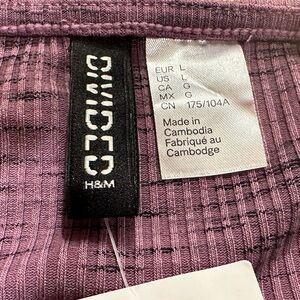 DIVIDED
H&M
EUR L
US L
CA G
MX G
CN 175/104A
Made in
Cambodia
Fabriqué au
Cambodge